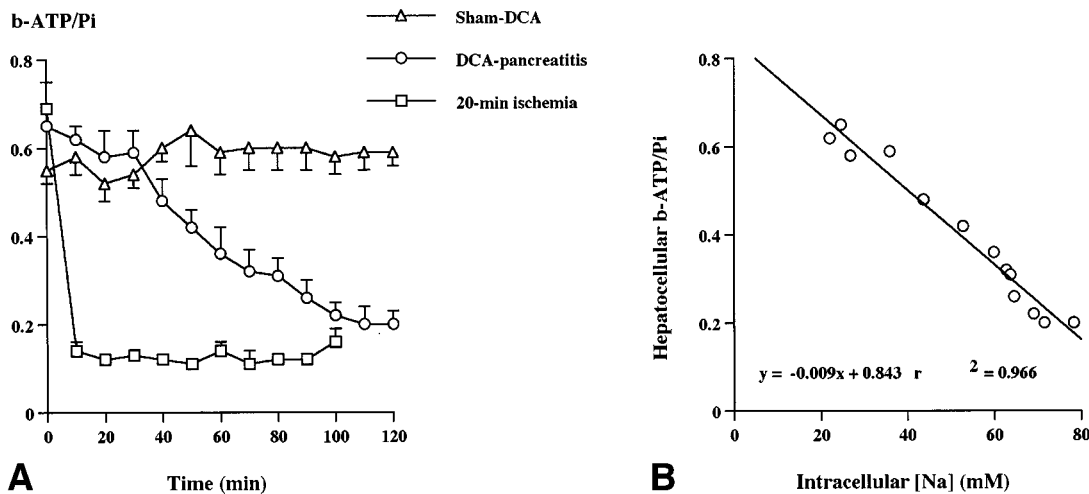 b-ATP/Pi
Sham-DCA
DCA-pancreatitis
20-min ischemia
0.8
0.6
0.4
0.2
0
0 20 40 60 80 100 120
A Time (min)
Hepatocellular b-ATP/Pi
0.8
0.6
0.4
0.2
0
y = -0.009x + 0.843 r 2 = 0.966
0 20 40 60 80
B Intracellular [Na] (mM)